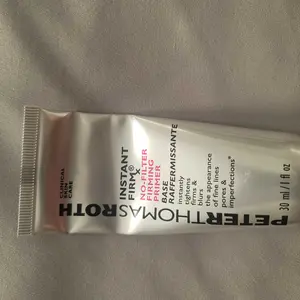 CLINICAL
SKIN
CARE
PETERTHOMASROTH
INSTANT
FIRMx®
NO-FILTER
FIRMING
PRIMER
BASE
RAFFERMISSANTE
instantly
tightens
firms &
blurs
the appearance
of fine lines
pores &
imperfections*
30 ml / 1 fl oz